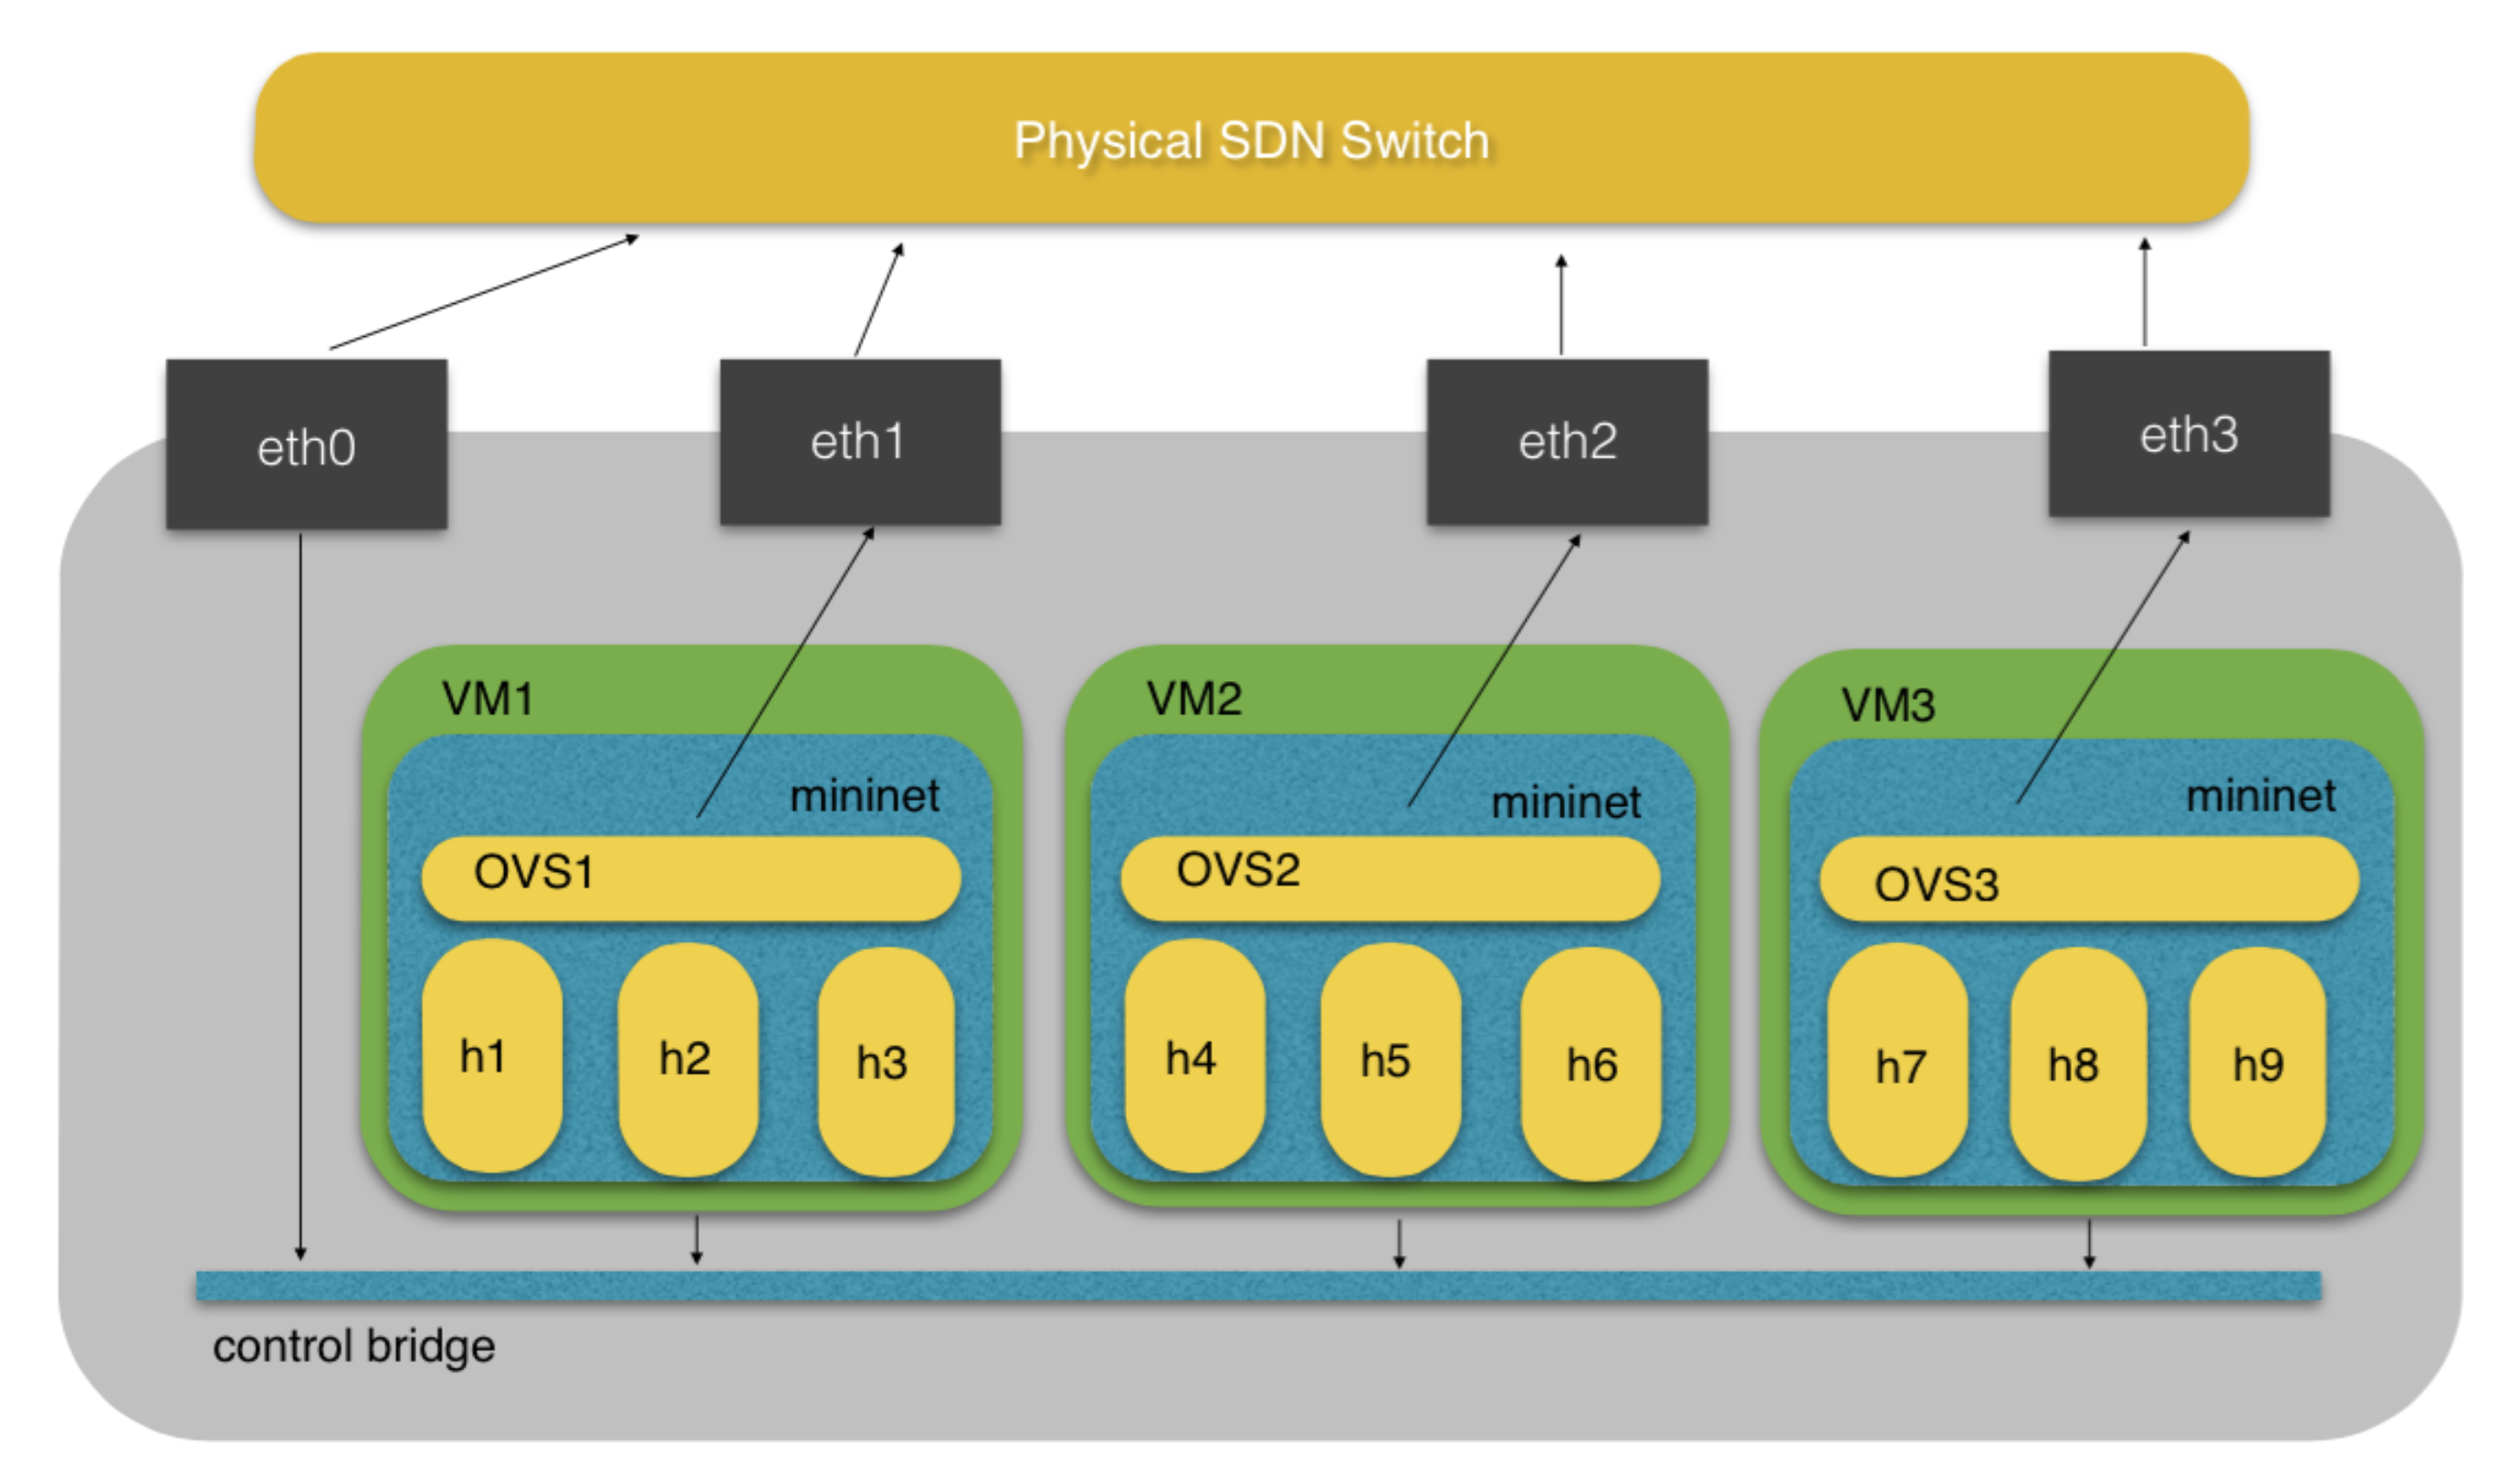 Physical SDN Switch
eth0
eth1
eth2
eth3
VM1
VM2
VM3
mininet
mininet
mininet
OVS1
OVS2
OVS3
h1
h2
h3
h4
h5
h6
h7
h8
h9
control bridge